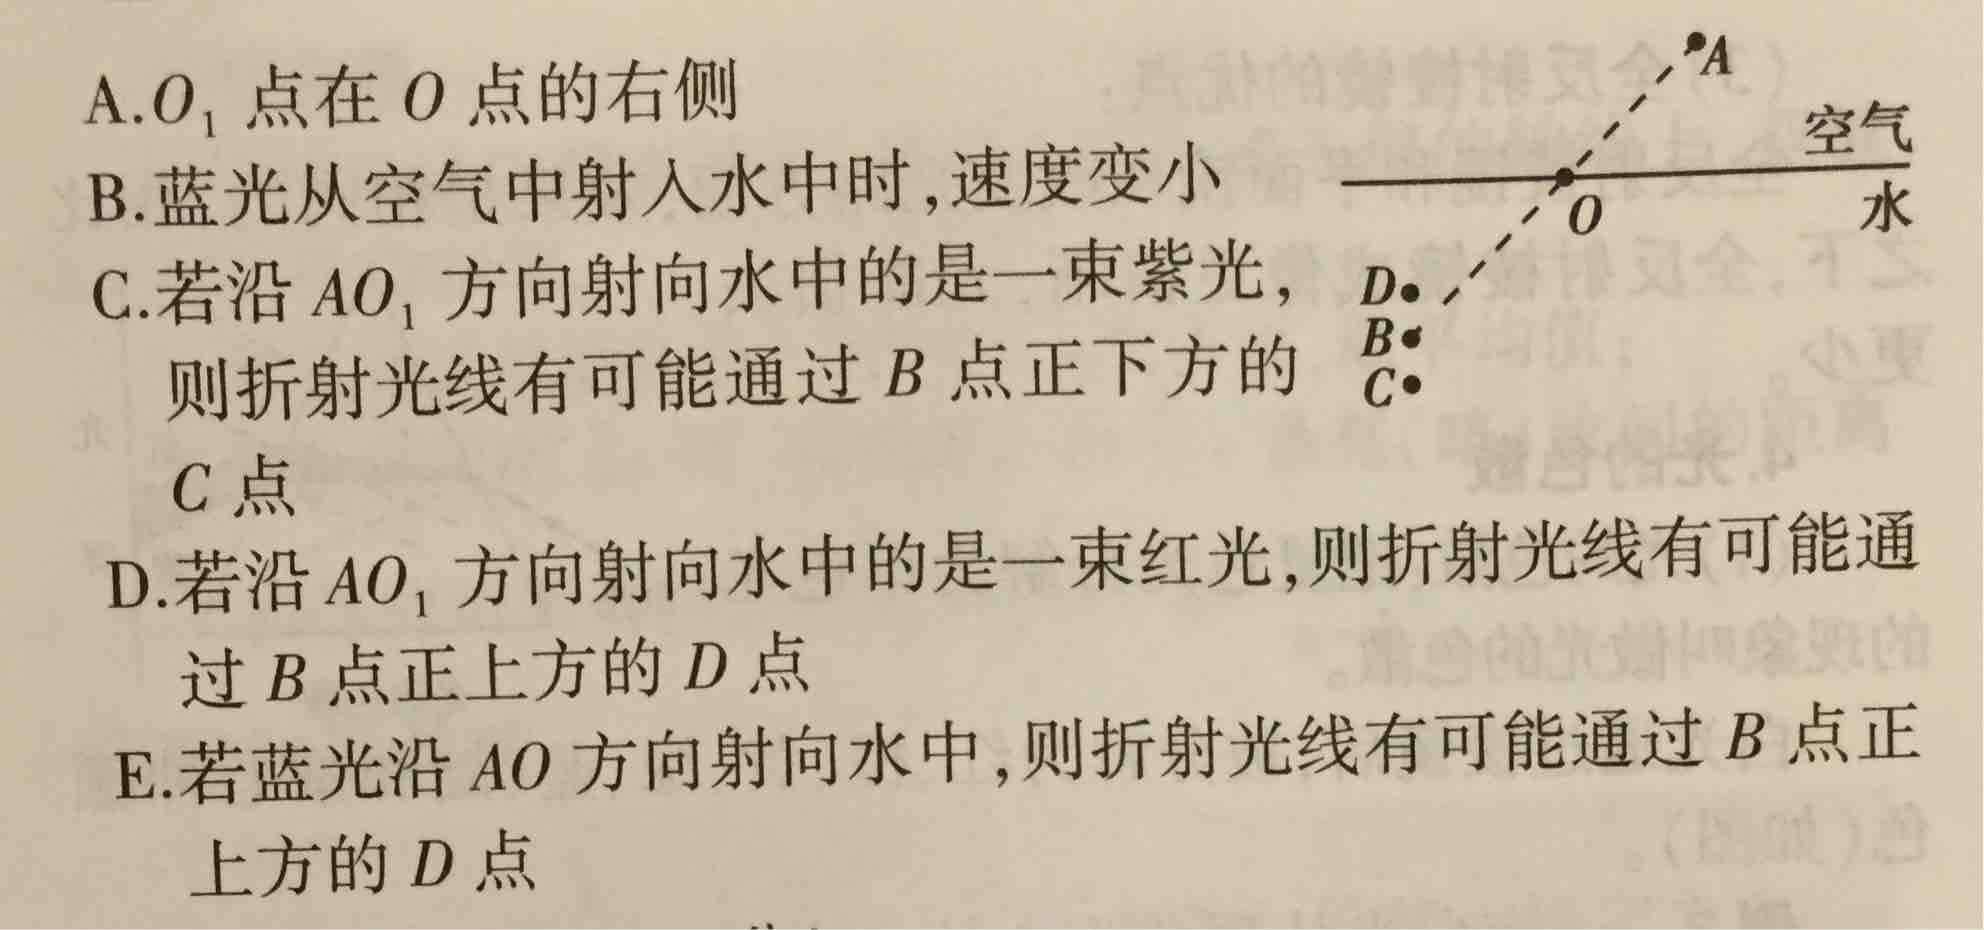 A.O₁ 点在 O 点的右侧
B.蓝光从空气中射入水中时,速度变小
C.若沿 AO₁ 方向射向水中的是一束紫光,
则折射光线有可能通过 B 点正下方的
C 点
D.若沿 AO₁ 方向射向水中的是一束红光,则折射光线有可能通
过 B 点正上方的 D 点
E.若蓝光沿 AO 方向射向水中,则折射光线有可能通过 B 点正
上方的 D 点
A
空气
O
水
D
B
C